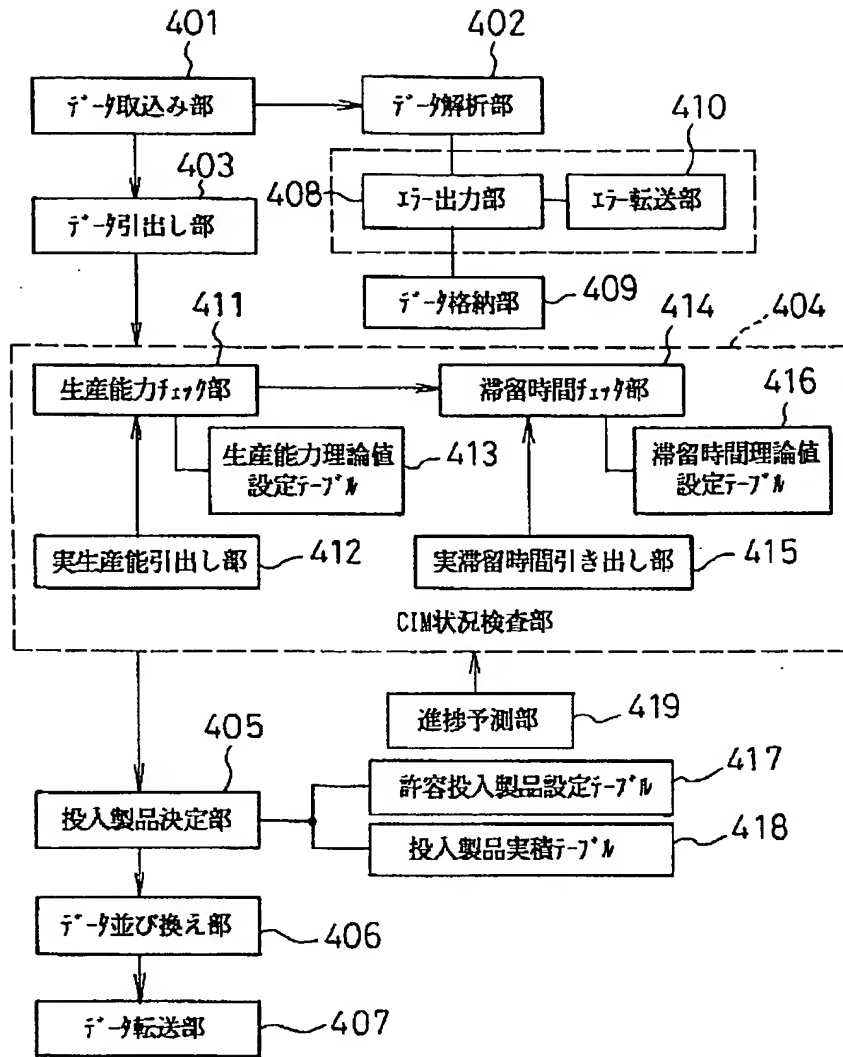 401
402
データ取込み部
データ解析部
410
403
408
エラー出力部
エラー転送部
データ引出し部
データ格納部
409
411
414
404
生産能力チェック部
滞留時間チェック部
416
生産能力理論値
設定テーブル
413
滞留時間理論値
設定テーブル
実生産能引出し部
412
実滞留時間引き出し部
415
CIM状況検査部
進捗予測部
419
405
許容投入製品設定テーブル
417
投入製品決定部
投入製品実積テーブル
418
データ並び換え部
406
データ転送部
407